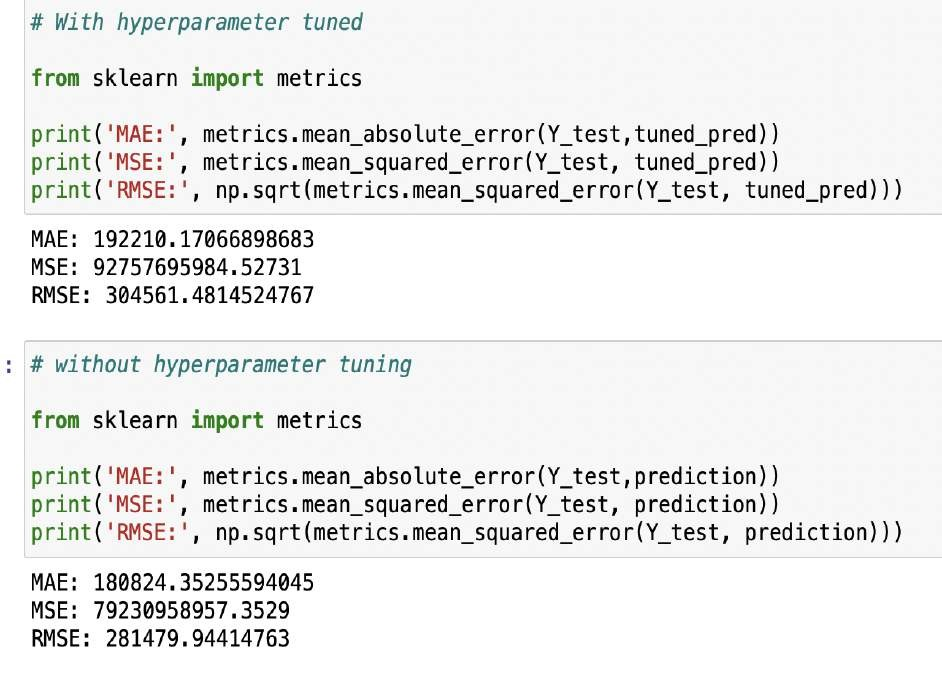 # With hyperparameter tuned
from sklearn import metrics
print('MAE:', metrics.mean_absolute_error(Y_test,tuned_pred))
print('MSE:', metrics.mean_squared_error(Y_test, tuned_pred))
print('RMSE:', np.sqrt(metrics.mean_squared_error(Y_test, tuned_pred)))
MAE: 192210.17066898683
MSE: 92757695984.52731
RMSE: 304561.4814524767
: # without hyperparameter tuning
from sklearn import metrics
print('MAE:', metrics.mean_absolute_error(Y_test,prediction))
print('MSE:', metrics.mean_squared_error(Y_test, prediction))
print('RMSE:', np.sqrt(metrics.mean_squared_error(Y_test, prediction)))
MAE: 180824.35255594045
MSE: 79230958957.3529
RMSE: 281479.94414763